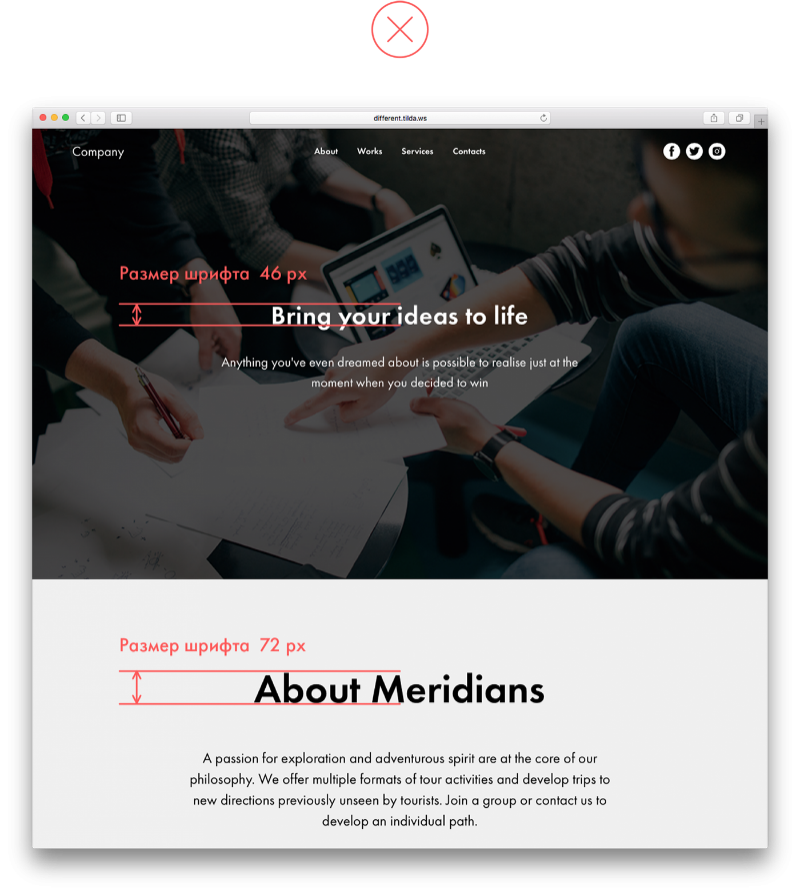 different.tilda.ws
Company
About Works Services Contacts
Размер шрифта 46 px
Bring your ideas to life
Anything you've even dreamed about is possible to realise just at the
moment when you decided to win
Размер шрифта 72 px
About Meridians
A passion for exploration and adventurous spirit are at the core of our
philosophy. We offer multiple formats of tour activities and develop trips to
new directions previously unseen by tourists. Join a group or contact us to
develop an individual path.